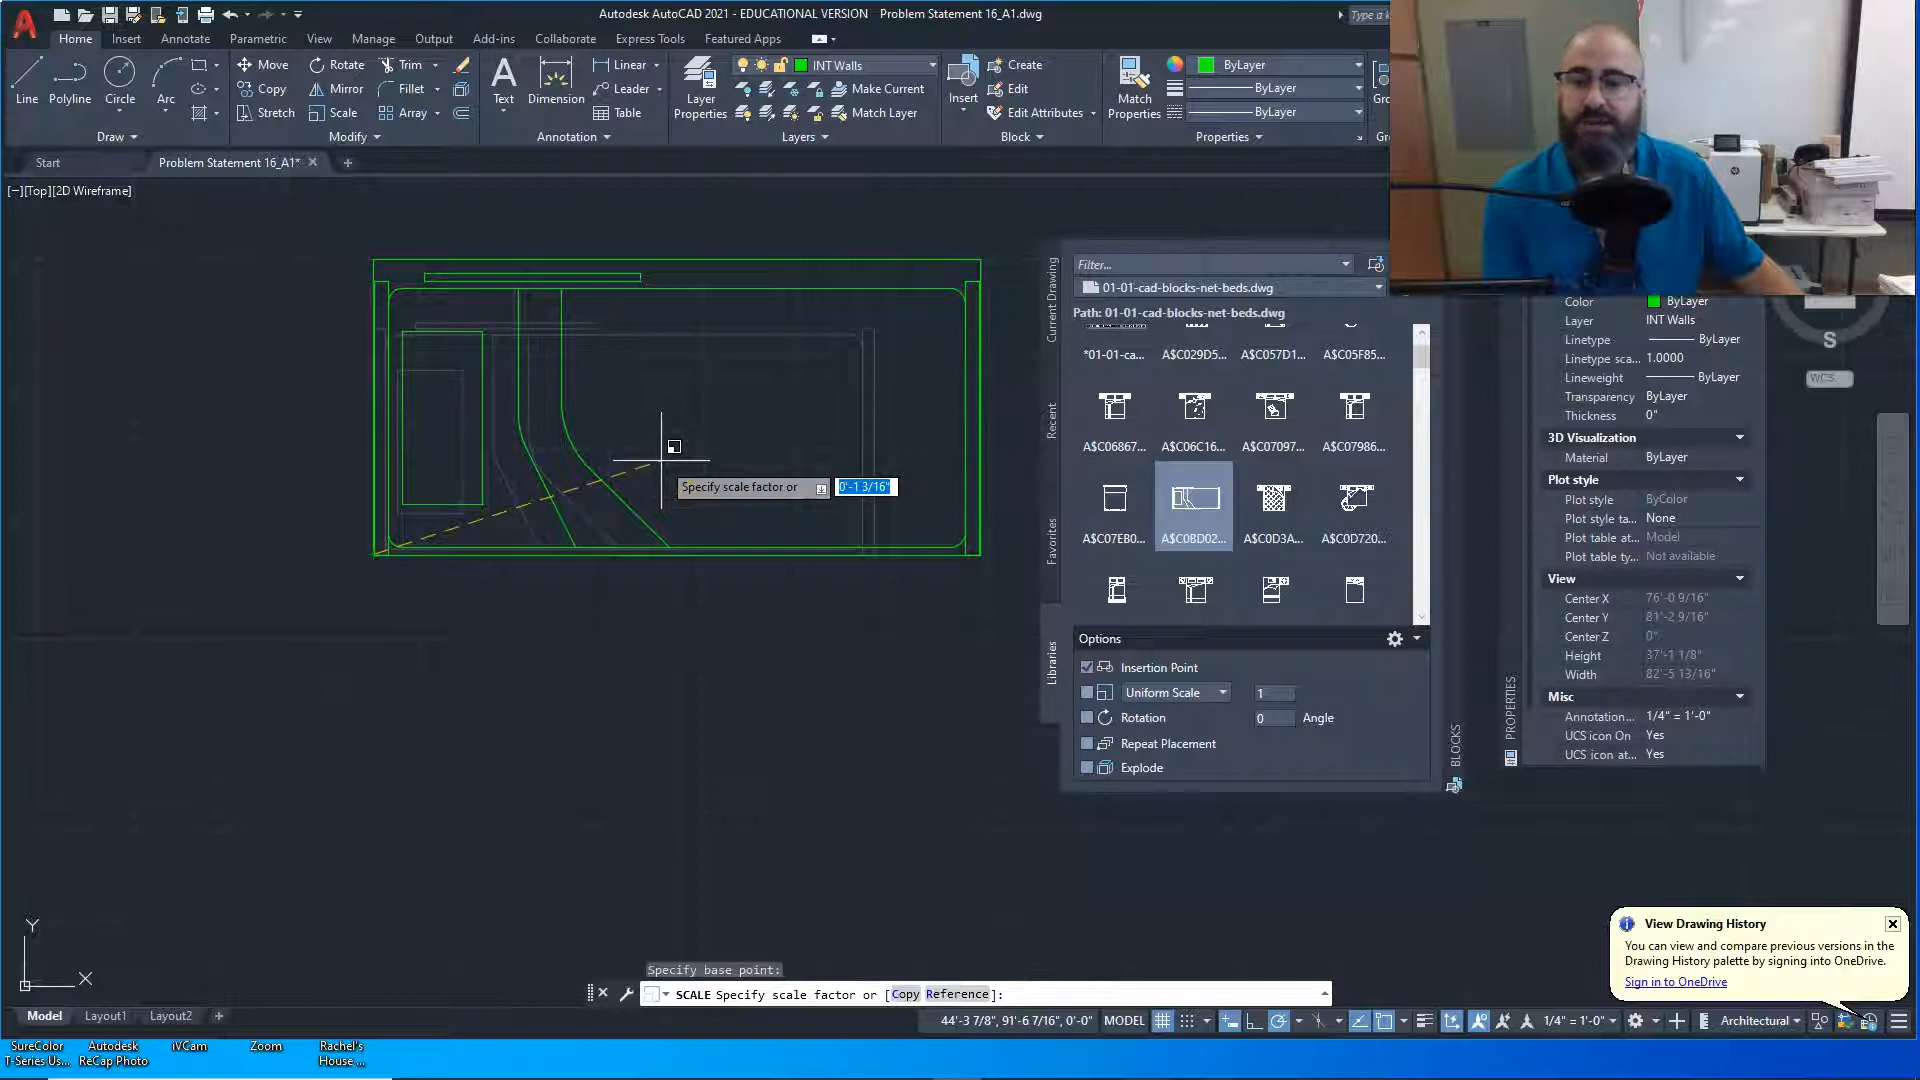 Autodesk AutoCAD 2021 - EDUCATIONAL VERSION Problem Statement 16_A1.dwg
Type a k
Home Insert Annotate Parametric View Manage Output Add-ins Collaborate Express Tools Featured Apps
Line Polyline Circle Arc
Move Rotate Trim
Copy Mirror Fillet
Stretch Scale Array
Text Dimension
Linear
Leader
Table
Layer Properties
INT Walls
Make Current
Match Layer
Insert
Create
Edit
Edit Attributes
Match Properties
ByLayer
ByLayer
ByLayer
Draw Modify Annotation Layers Block Properties
Start Problem Statement 16_A1*
[−][Top][2D Wireframe]
Specify scale factor or 0'-1 3/16"
Current Drawing
Recent
Favorites
Libraries
BLOCKS
Filter...
01-01-cad-blocks-net-beds.dwg
Path: 01-01-cad-blocks-net-beds.dwg
*01-01-ca... A$C029D5... A$C057D1... A$C05F85...
A$C06867... A$C06C16... A$C07097... A$C07986...
A$C07EB0... A$C0BD02... A$C0D3A... A$C0D720...
Options
Insertion Point
Uniform Scale 1
Rotation 0 Angle
Repeat Placement
Explode
PROPERTIES
Color ByLayer
Layer INT Walls
Linetype ByLayer
Linetype sca... 1.0000
Lineweight ByLayer
Transparency ByLayer
Thickness 0"
3D Visualization
Material ByLayer
Plot style
Plot style ByColor
Plot style ta... None
Plot table at... Model
Plot table ty... Not available
View
Center X 76'-0 9/16"
Center Y 81'-2 9/16"
Center Z 0"
Height 37'-1 1/8"
Width 82'-5 13/16"
Misc
Annotation... 1/4" = 1'-0"
UCS icon On Yes
UCS icon at... Yes
S
WCS
hp
View Drawing History
You can view and compare previous versions in the
Drawing History palette by signing into OneDrive.
Sign in to OneDrive
Y
X
Specify base point:
SCALE Specify scale factor or [Copy Reference]:
Model Layout1 Layout2
44'-3 7/8", 91'-6 7/16", 0'-0" MODEL 1/4" = 1'-0" Architectural
SureColor T-Series Us...
Autodesk ReCap Photo
iVCam
Zoom
Rachel's House ...